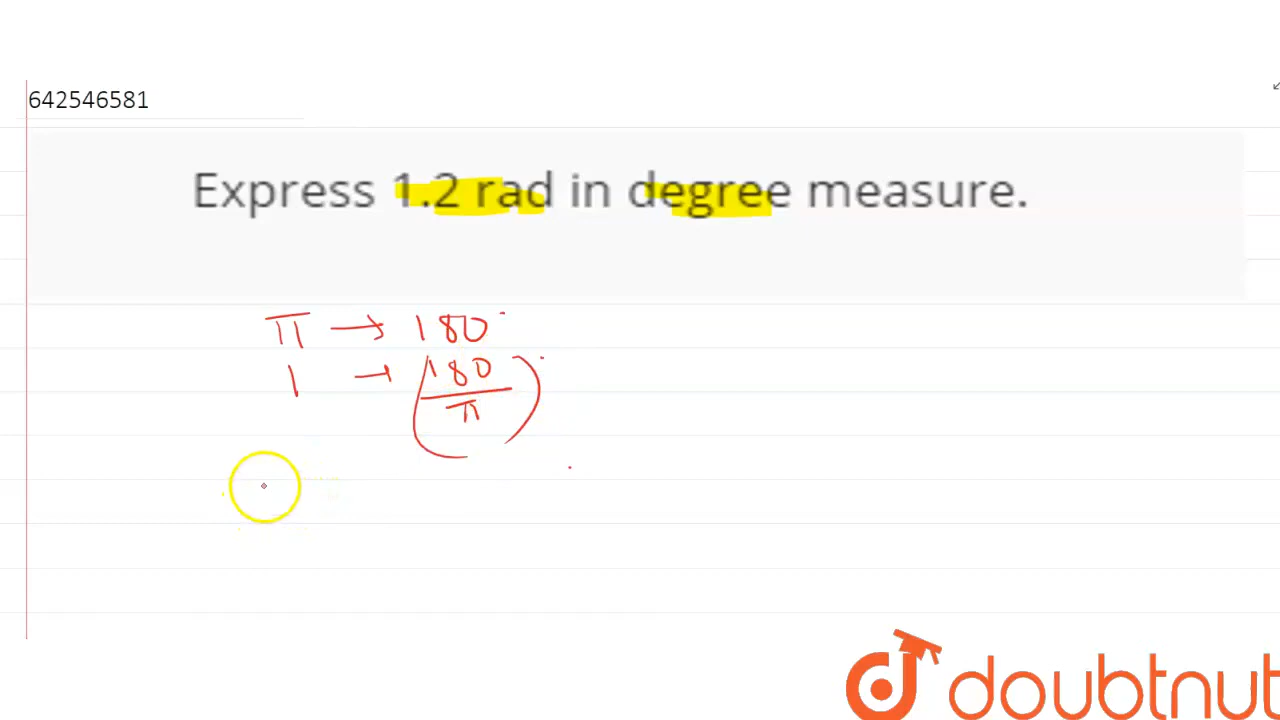 642546581
Express 1.2 rad in degree measure.
π → 180°
1 → (180/π)°
doubtnut